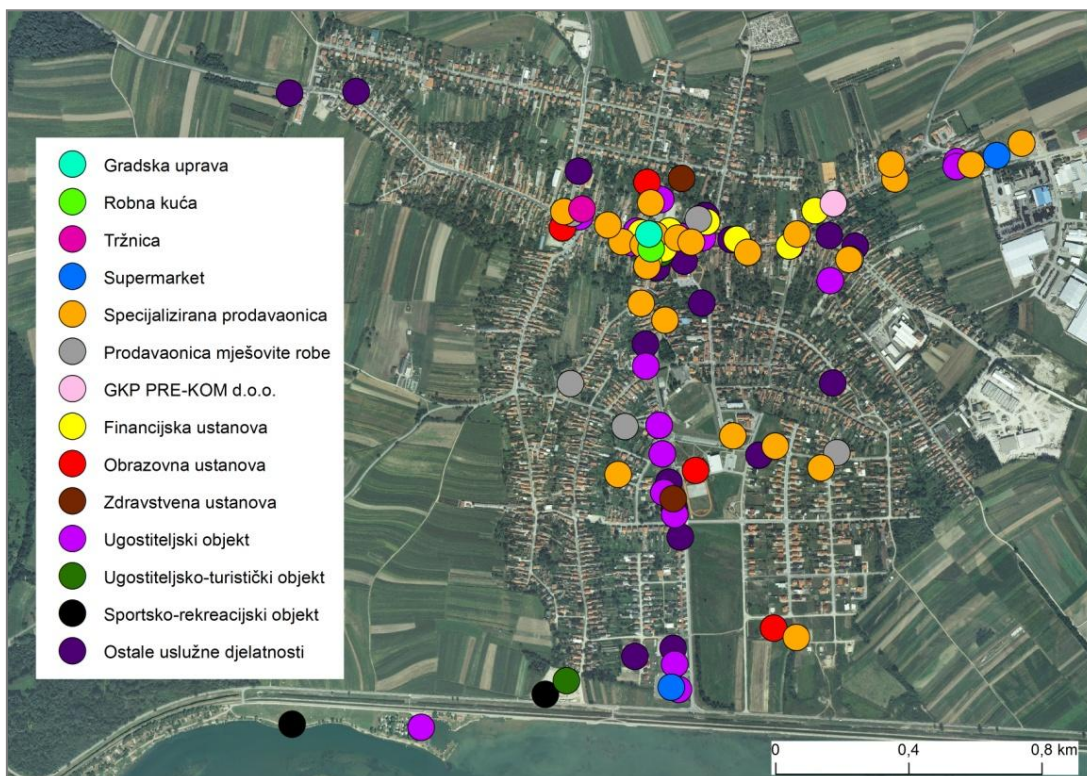 Gradska uprava
Robna kuća
Tržnica
Supermarket
Specijalizirana prodavaonica
Prodavaonica mješovite robe
GKP PRE-KOM d.o.o.
Financijska ustanova
Obrazovna ustanova
Zdravstvena ustanova
Ugostiteljski objekt
Ugostiteljsko-turistički objekt
Sportsko-rekreacijski objekt
Ostale uslužne djelatnosti
0 0,4 0,8 km